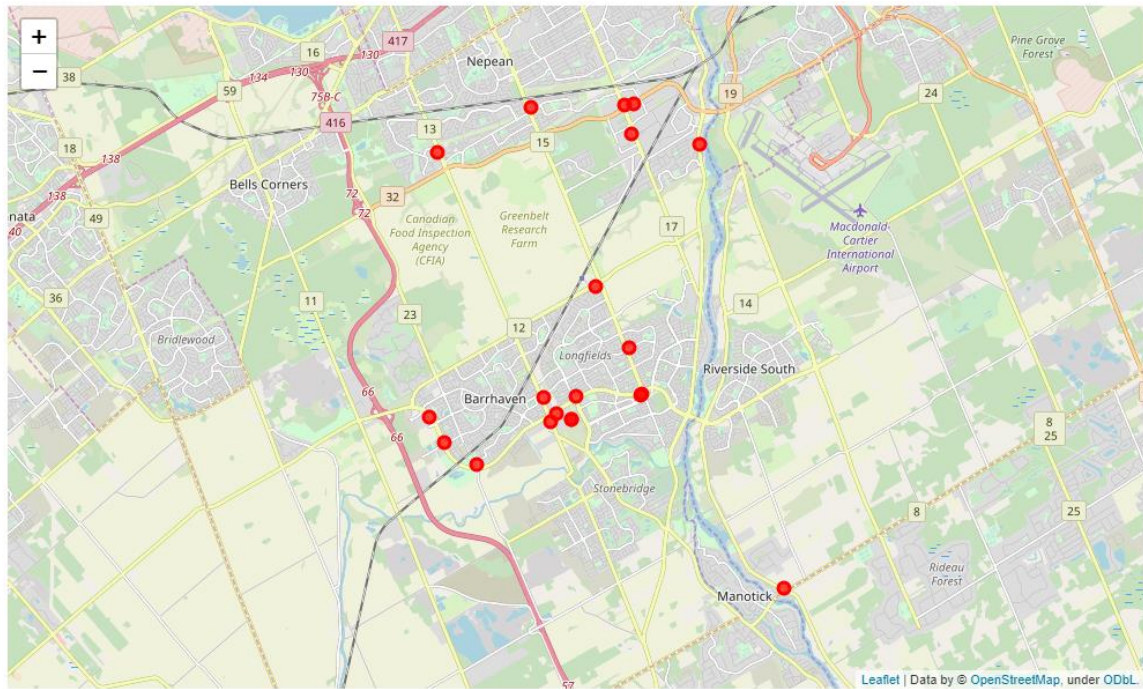 +
−
38
16
417
130
Nepean
Pine Grove
Forest
134
130
75B-C
59
416
13
15
19
24
18
138
138
Bells Corners
72
72
32
nata
49
40
Canadian
Food Inspection
Agency
(CFIA)
Greenbelt
Research
Farm
17
Macdonald-
Cartier
International
Airport
36
11
23
12
14
Bridlewood
Longfields
Riverside South
66
Barrhaven
66
8
25
Stonebridge
8
25
Rideau
Forest
Manotick
57
Leaflet | Data by © OpenStreetMap, under ODbL.